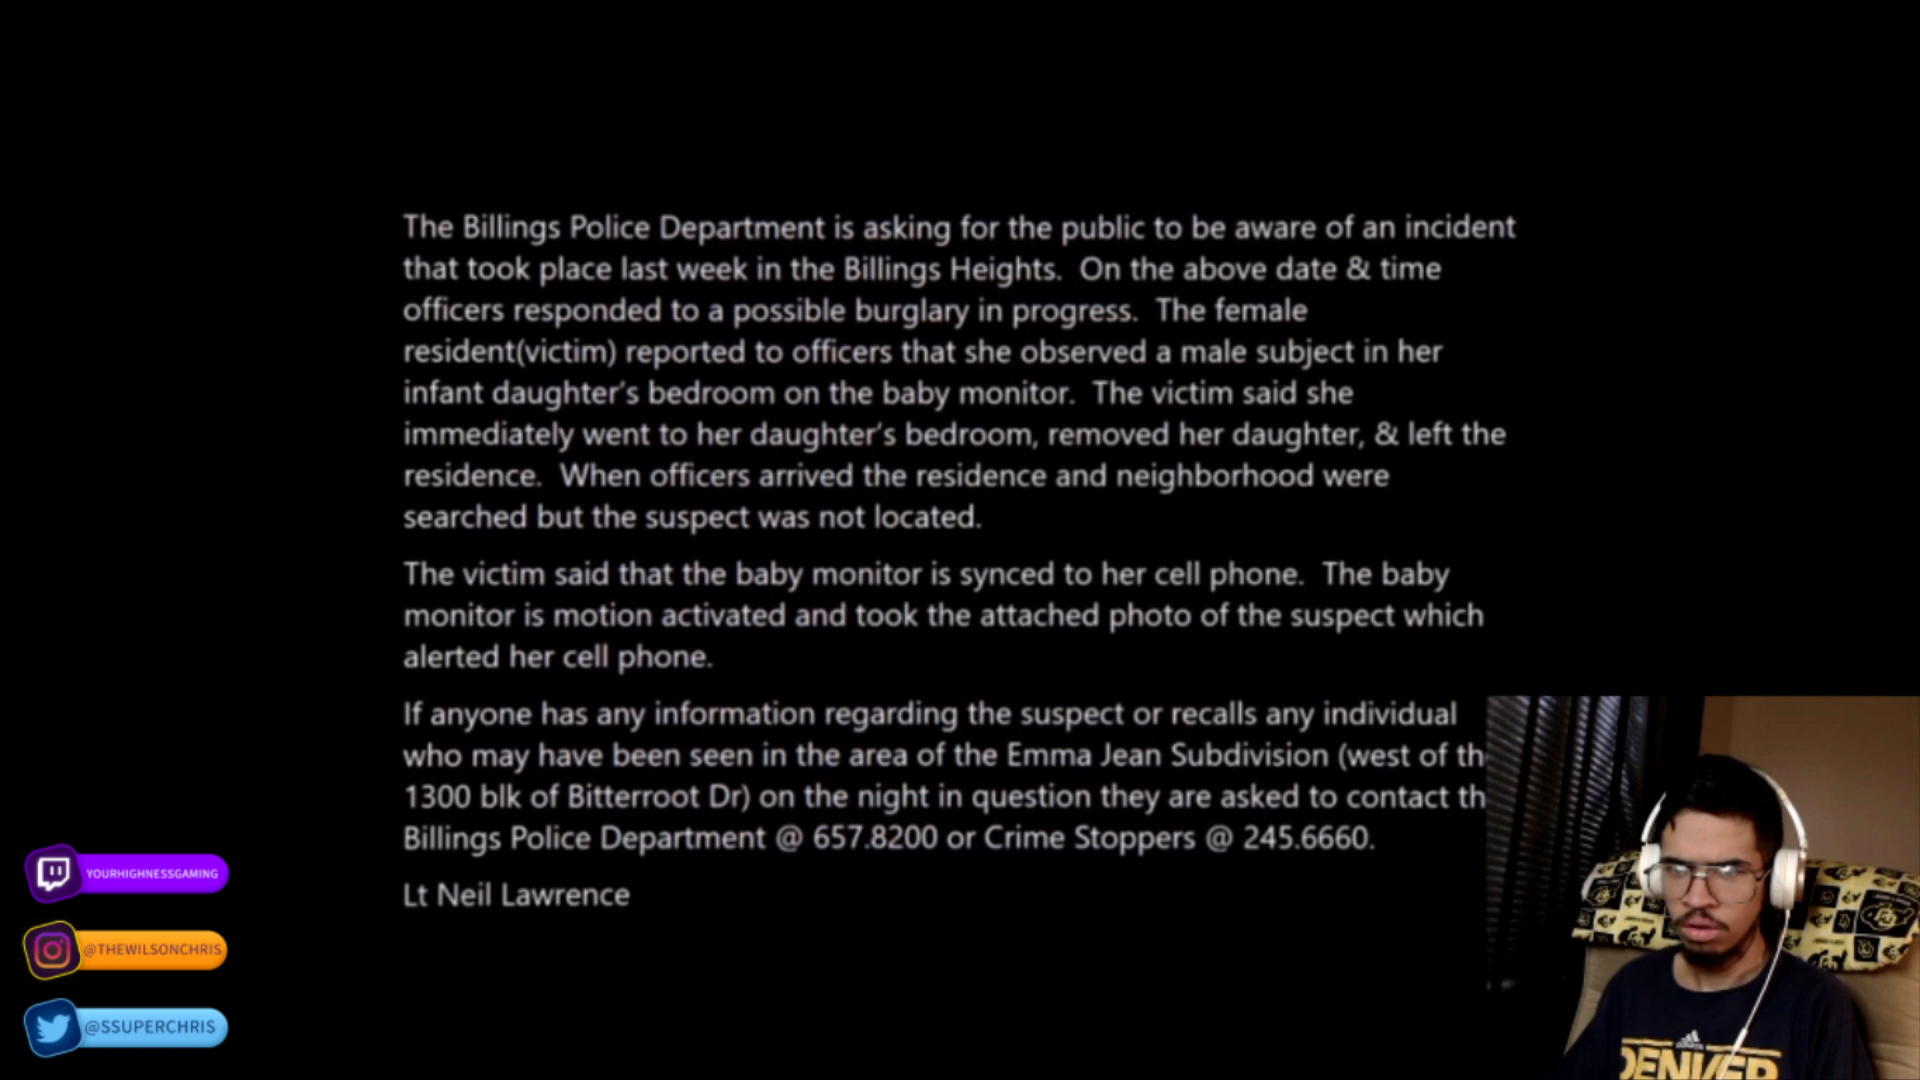 The Billings Police Department is asking for the public to be aware of an incident
that took place last week in the Billings Heights. On the above date & time
officers responded to a possible burglary in progress. The female
resident(victim) reported to officers that she observed a male subject in her
infant daughter's bedroom on the baby monitor. The victim said she
immediately went to her daughter's bedroom, removed her daughter, & left the
residence. When officers arrived the residence and neighborhood were
searched but the suspect was not located.
The victim said that the baby monitor is synced to her cell phone. The baby
monitor is motion activated and took the attached photo of the suspect which
alerted her cell phone.
If anyone has any information regarding the suspect or recalls any individual
who may have been seen in the area of the Emma Jean Subdivision (west of th
1300 blk of Bitterroot Dr) on the night in question they are asked to contact th
Billings Police Department @ 657.8200 or Crime Stoppers @ 245.6660.
Lt Neil Lawrence
YOURHIGHNESSGAMING
@THEWILSONCHRIS
@SSUPERCHRIS
DENVER